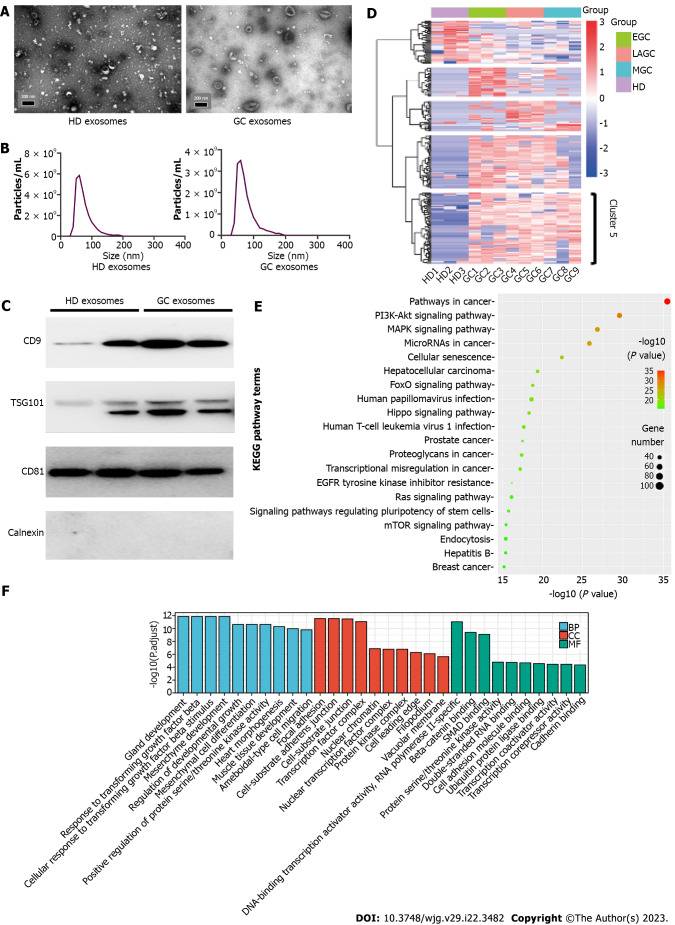 A
HD exosomes
GC exosomes
B
Particles/mL
8 × 10⁹
6 × 10⁹
4 × 10⁹
2 × 10⁹
0
0 100 200 300 400
Size (nm)
HD exosomes
Particles/mL
4 × 10⁹
3 × 10⁹
2 × 10⁹
1 × 10⁹
0
0 100 200 300 400
Size (nm)
GC exosomes
C
HD exosomes
GC exosomes
CD9
TSG101
CD81
Calnexin
D
Group
3
2
1
0
-1
-2
-3
Group
EGC
LAGC
MGC
HD
Cluster 5
HD1
HD2
HD3
GC1
GC2
GC3
GC4
GC5
GC6
GC7
GC8
GC9
E
KEGG pathway terms
Pathways in cancer
PI3K-Akt signaling pathway
MAPK signaling pathway
MicroRNAs in cancer
Cellular senescence
Hepatocellular carcinoma
FoxO signaling pathway
Human papillomavirus infection
Hippo signaling pathway
Human T-cell leukemia virus 1 infection
Prostate cancer
Proteoglycans in cancer
Transcriptional misregulation in cancer
EGFR tyrosine kinase inhibitor resistance
Ras signaling pathway
Signaling pathways regulating pluripotency of stem cells
mTOR signaling pathway
Endocytosis
Hepatitis B
Breast cancer
15 20 30 35
-log10 (P value)
-log10
(P value)
35
30
25
20
Gene
number
40
60
80
100
F
-log10(P.adjust)
12
10
8
6
4
2
0
BP
CC
MF
Gland development
Response to transforming growth factor beta
Cellular response to transforming growth factor beta stimulus
Mesenchyme development
Regulation of developmental growth
Mesenchymal cell differentiation
Positive regulation of protein serine/threonine kinase activity
Heart morphogenesis
Muscle tissue development
Ameboidal-type cell migration
Focal adhesion
Cell-substrate adherens junction
Cell-substrate junction
Transcription factor complex
Nuclear chromatin
Nuclear transcription factor complex
Protein kinase complex
Cell leading edge
Filopodium
Vacuolar membrane
DNA-binding transcription activator activity, RNA polymerase II-specific
Beta-catenin binding
SMAD binding
Protein serine/threonine kinase activity
Double-stranded RNA binding
Cell adhesion molecule binding
Ubiquitin protein ligase binding
Transcription coactivator activity
Transcription corepressor activity
Cadherin binding
DOI: 10.3748/wjg.v29.i22.3482 Copyright ©The Author(s) 2023.